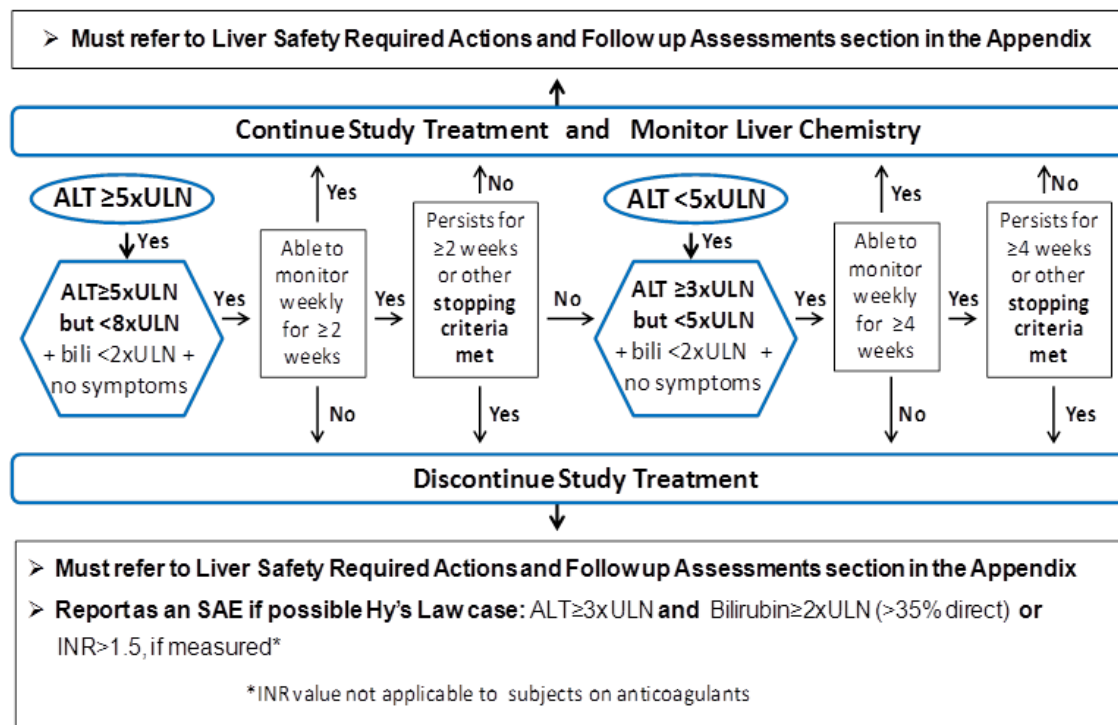 ➢ Must refer to Liver Safety Required Actions and Follow up Assessments section in the Appendix
Continue Study Treatment and Monitor Liver Chemistry
ALT ≥5xULN
Yes
ALT≥5xULN
but <8xULN
+ bili <2xULN +
no symptoms
Yes
Yes
Able to
monitor
weekly
for ≥2
weeks
No
Yes
No
Persists for
≥2 weeks
or other
stopping
criteria
met
Yes
No
ALT <5xULN
Yes
ALT ≥3xULN
but <5xULN
+ bili <2xULN +
no symptoms
Yes
Yes
Able to
monitor
weekly
for ≥4
weeks
No
Yes
No
Persists for
≥4 weeks
or other
stopping
criteria
met
Yes
Discontinue Study Treatment
➢ Must refer to Liver Safety Required Actions and Follow up Assessments section in the Appendix
➢ Report as an SAE if possible Hy's Law case: ALT≥3xULN and Bilirubin≥2xULN (>35% direct) or
INR>1.5, if measured*
*INR value not applicable to subjects on anticoagulants